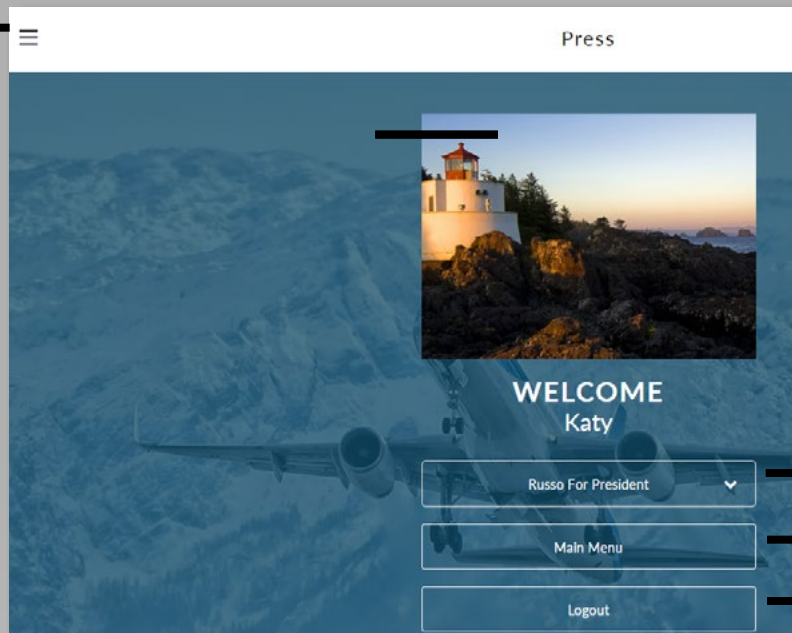 Press
WELCOME
Katy
Russo For President
Main Menu
Logout